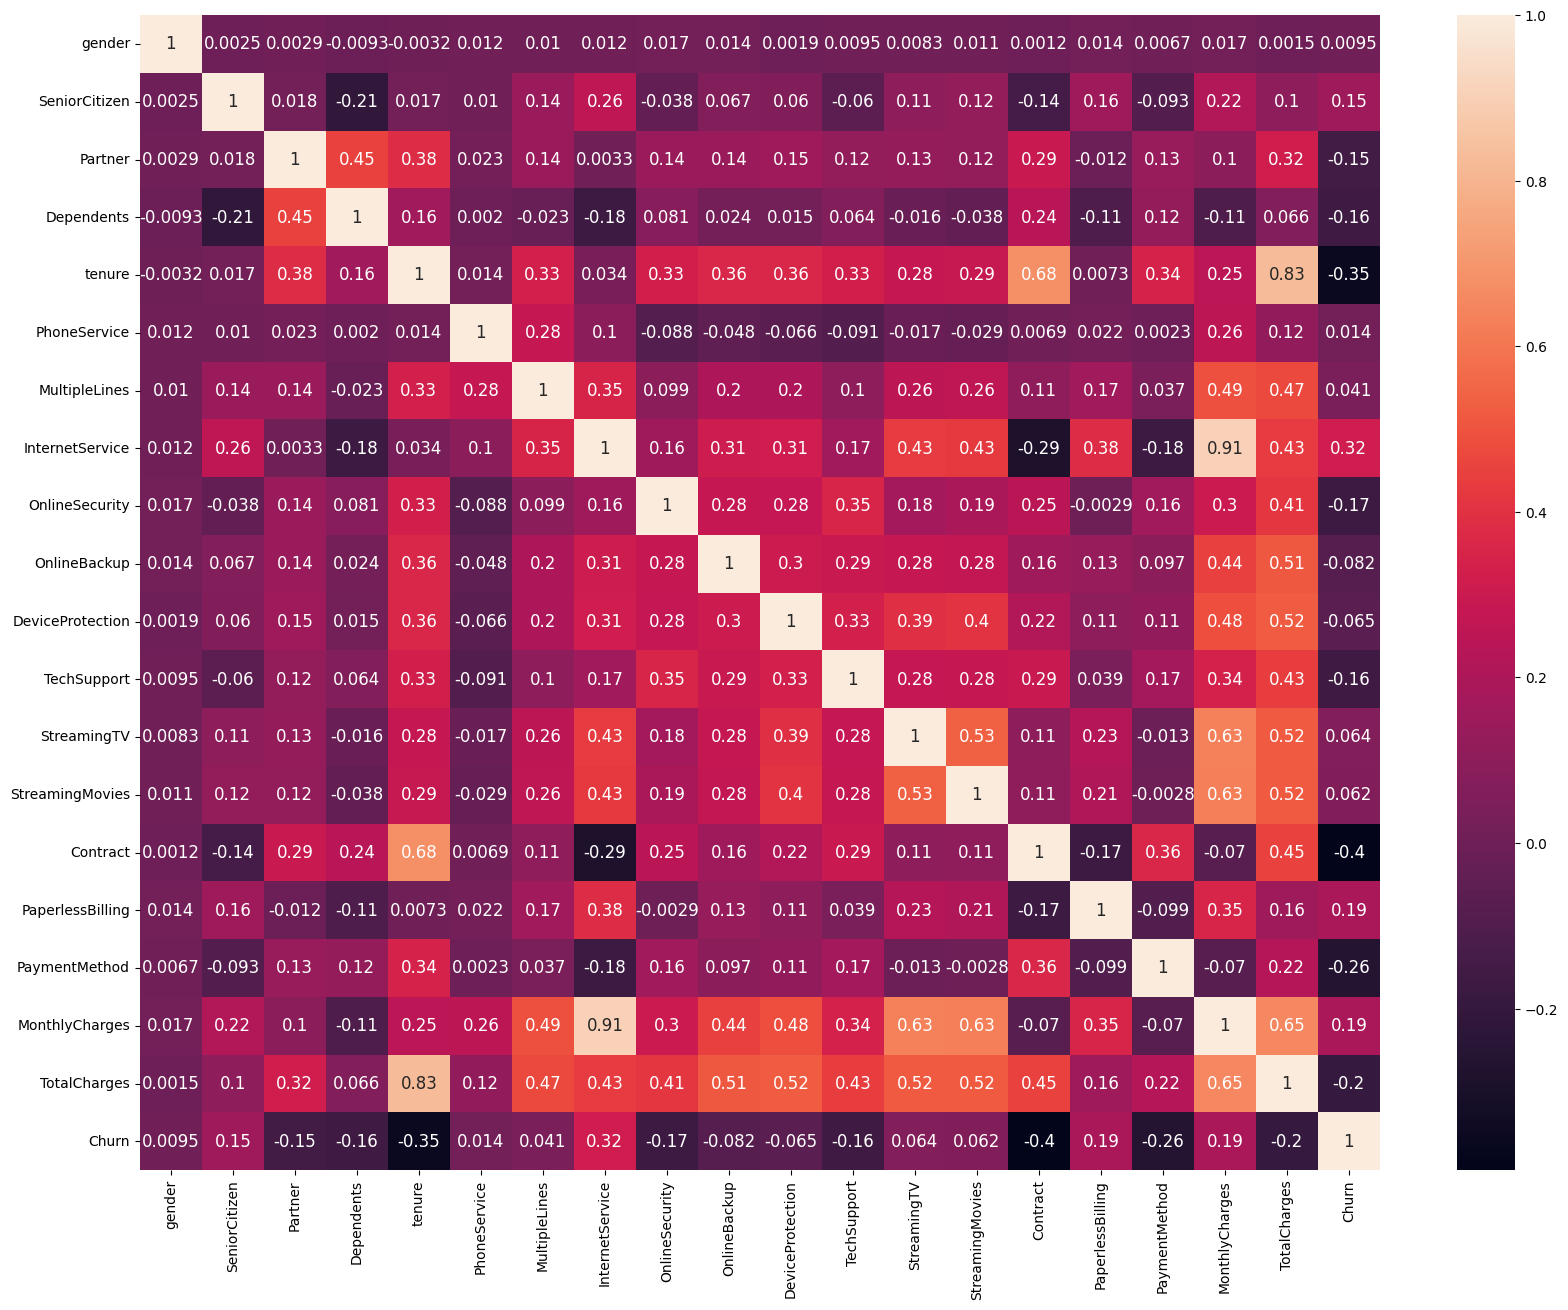 gender 1 0.0025 0.0029 -0.0093 -0.0032 0.012 0.01 0.012 0.017 0.014 0.0019 0.0095 0.0083 0.011 0.0012 0.014 0.0067 0.017 0.0015 0.0095
SeniorCitizen 0.0025 1 0.018 -0.21 0.017 0.01 0.14 0.26 -0.038 0.067 0.06 -0.06 0.11 0.12 -0.14 0.16 -0.093 0.22 0.1 0.15
Partner 0.0029 0.018 1 0.45 0.38 0.023 0.14 0.0033 0.14 0.14 0.15 0.12 0.13 0.12 0.29 -0.012 0.13 0.1 0.32 -0.15
Dependents -0.0093 -0.21 0.45 1 0.16 0.002 -0.023 -0.18 0.081 0.024 0.015 0.064 -0.016 -0.038 0.24 -0.11 0.12 -0.11 0.066 -0.16
tenure -0.0032 0.017 0.38 0.16 1 0.014 0.33 0.034 0.33 0.36 0.36 0.33 0.28 0.29 0.68 0.0073 0.34 0.25 0.83 -0.35
PhoneService 0.012 0.01 0.023 0.002 0.014 1 0.28 0.1 -0.088 -0.048 -0.066 -0.091 -0.017 -0.029 0.0069 0.022 0.0023 0.26 0.12 0.014
MultipleLines 0.01 0.14 0.14 -0.023 0.33 0.28 1 0.35 0.099 0.2 0.2 0.1 0.26 0.26 0.11 0.17 0.037 0.49 0.47 0.041
InternetService 0.012 0.26 0.0033 -0.18 0.034 0.1 0.35 1 0.16 0.31 0.31 0.17 0.43 0.43 -0.29 0.38 -0.18 0.91 0.43 0.32
OnlineSecurity 0.017 -0.038 0.14 0.081 0.33 -0.088 0.099 0.16 1 0.28 0.28 0.35 0.18 0.19 0.25 -0.0029 0.16 0.3 0.41 -0.17
OnlineBackup 0.014 0.067 0.14 0.024 0.36 -0.048 0.2 0.31 0.28 1 0.3 0.29 0.28 0.28 0.16 0.13 0.097 0.44 0.51 -0.082
DeviceProtection 0.0019 0.06 0.15 0.015 0.36 -0.066 0.2 0.31 0.28 0.3 1 0.33 0.39 0.4 0.22 0.11 0.11 0.48 0.52 -0.065
TechSupport 0.0095 -0.06 0.12 0.064 0.33 -0.091 0.1 0.17 0.35 0.29 0.33 1 0.28 0.28 0.29 0.039 0.17 0.34 0.43 -0.16
StreamingTV 0.0083 0.11 0.13 -0.016 0.28 -0.017 0.26 0.43 0.18 0.28 0.39 0.28 1 0.53 0.11 0.23 -0.013 0.63 0.52 0.064
StreamingMovies 0.011 0.12 0.12 -0.038 0.29 -0.029 0.26 0.43 0.19 0.28 0.4 0.28 0.53 1 0.11 0.21 -0.0028 0.63 0.52 0.062
Contract 0.0012 -0.14 0.29 0.24 0.68 0.0069 0.11 -0.29 0.25 0.16 0.22 0.29 0.11 0.11 1 -0.17 0.36 -0.07 0.45 -0.4
PaperlessBilling 0.014 0.16 -0.012 -0.11 0.0073 0.022 0.17 0.38 -0.0029 0.13 0.11 0.039 0.23 0.21 -0.17 1 -0.099 0.35 0.16 0.19
PaymentMethod 0.0067 -0.093 0.13 0.12 0.34 0.0023 0.037 -0.18 0.16 0.097 0.11 0.17 -0.013 -0.0028 0.36 -0.099 1 -0.07 0.22 -0.26
MonthlyCharges 0.017 0.22 0.1 -0.11 0.25 0.26 0.49 0.91 0.3 0.44 0.48 0.34 0.63 0.63 -0.07 0.35 -0.07 1 0.65 0.19
TotalCharges 0.0015 0.1 0.32 0.066 0.83 0.12 0.47 0.43 0.41 0.51 0.52 0.43 0.52 0.52 0.45 0.16 0.22 0.65 1 -0.2
Churn 0.0095 0.15 -0.15 -0.16 -0.35 0.014 0.041 0.32 -0.17 -0.082 -0.065 -0.16 0.064 0.062 -0.4 0.19 -0.26 0.19 -0.2 1
gender
SeniorCitizen
Partner
Dependents
tenure
PhoneService
MultipleLines
InternetService
OnlineSecurity
OnlineBackup
DeviceProtection
TechSupport
StreamingTV
StreamingMovies
Contract
PaperlessBilling
PaymentMethod
MonthlyCharges
TotalCharges
Churn
1.0
0.8
0.6
0.4
0.2
0.0
−0.2